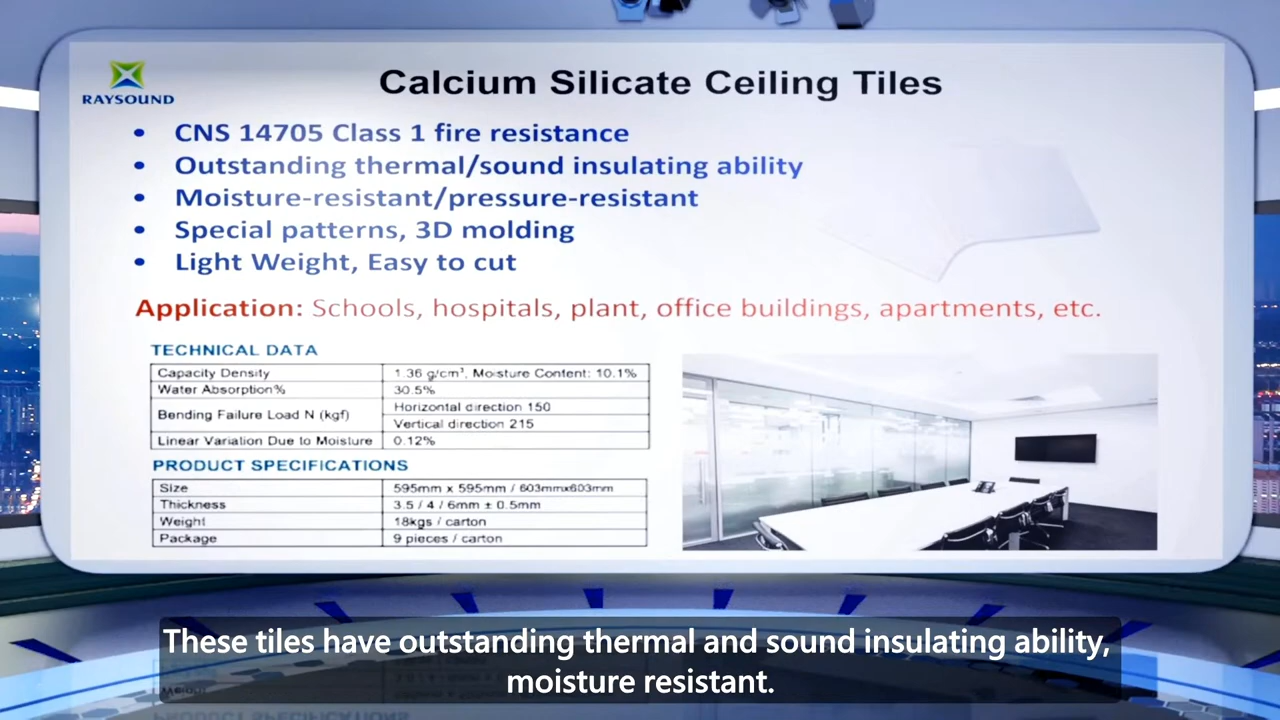 RAYSOUND
Calcium Silicate Ceiling Tiles
• CNS 14705 Class 1 fire resistance
• Outstanding thermal/sound insulating ability
• Moisture-resistant/pressure-resistant
• Special patterns, 3D molding
• Light Weight, Easy to cut
Application: Schools, hospitals, plant, office buildings, apartments, etc.
TECHNICAL DATA
Capacity Density 1.36 g/cm³, Moisture Content: 10.1%
Water Absorption% 30.5%
Bending Failure Load N (kgf) Horizontal direction 150
Vertical direction 215
Linear Variation Due to Moisture 0.12%
PRODUCT SPECIFICATIONS
Size 595mm x 595mm / 603mmx603mm
Thickness 3.5 / 4 / 6mm ± 0.5mm
Weight 18kgs / carton
Package 9 pieces / carton
These tiles have outstanding thermal and sound insulating ability,
moisture resistant.